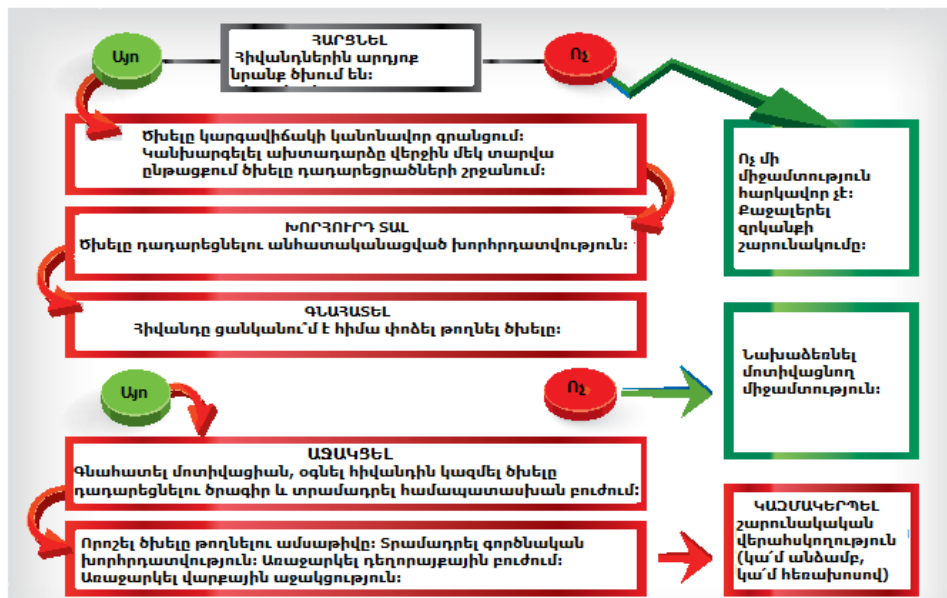 Այո
ՀԱՐՑՆԵԼ
Հիվանդներին արդյոք
նրանք ծխում են:
Ոչ
Ծխելը կարգավիճակի կանոնավոր գրանցում:
Կանխարգելել ախտադարձը վերջին մեկ տարվա
ընթացքում ծխելը դադարեցրածների շրջանում:
Ոչ մի
միջամտություն
հարկավոր չէ:
Քաջալերել
զրկանքի
շարունակումը:
ԽՈՐՀՈՒՐԴ ՏԱԼ
Ծխելը դադարեցնելու անհատականացված խորհրդատվություն:
ԳՆԱՀԱՏԵԼ
Հիվանդը ցանկանու՞մ է հիմա փոձել թողնել ծխելը:
Այո
Ոչ
Նախաձեռնել
մոտիվացնող
միջամտություն:
ԱՋԱԿՑԵԼ
Գնահատել մոտիվացիան, օգնել հիվանդին կազմել ծխելը
դադարեցնելու ծրագիր և տրամադրել համապատասխան բուժում:
Որոշել ծխելը թողնելու ամսաթիվը: Տրամադրել գործնական
խորհրդատվություն: Առաջարկել դեղորայքային բուժում:
Առաջարկել վարքային աջակցություն:
ԿԱԶՄԱԿԵՐՊԵԼ
շարունակական
վերահսկողություն
(կա՛մ անձամբ,
կա՛մ հեռախոսով)